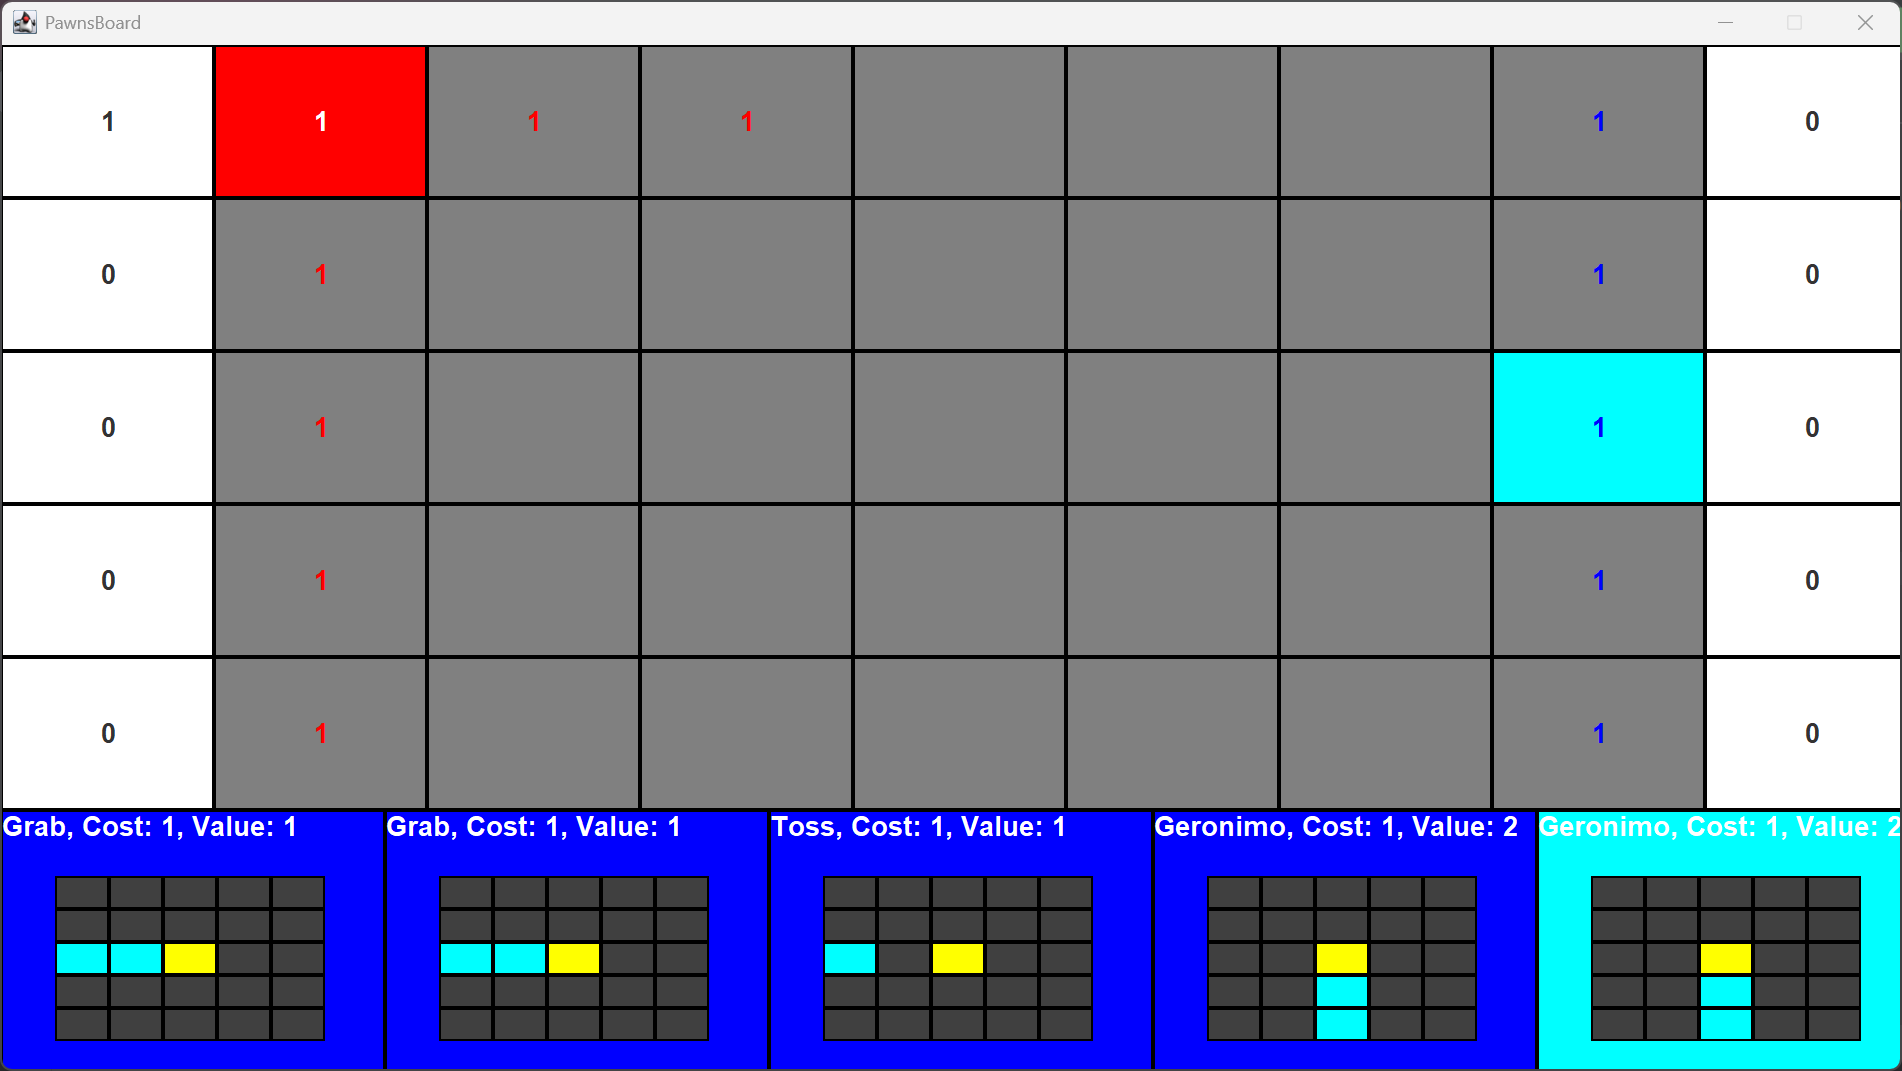 PawnsBoard
1 1 1 1 1 0
0 1 1 0
0 1 1 0
0 1 1 0
0 1 1 0
Grab, Cost: 1, Value: 1
Grab, Cost: 1, Value: 1
Toss, Cost: 1, Value: 1
Geronimo, Cost: 1, Value: 2
Geronimo, Cost: 1, Value: 2